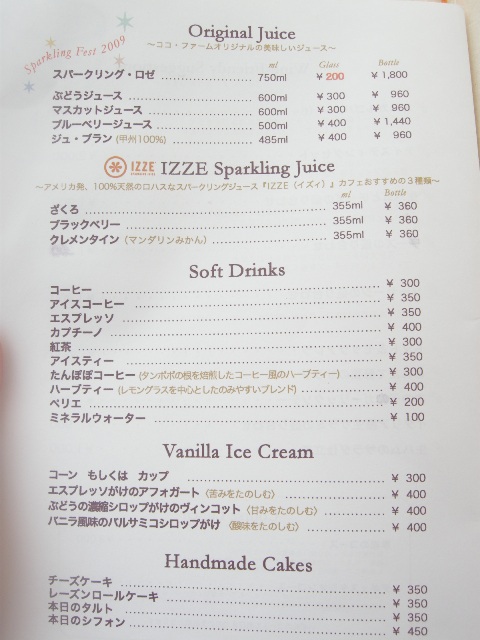 Sparkling Fest 2009
Original Juice
～ココ・ファームオリジナルの美味しいジュース～
ml Glass Bottle
スパークリング・ロゼ 750ml ¥200 ¥1,800
ぶどうジュース 600ml ¥300 ¥ 960
マスカットジュース 600ml ¥300 ¥ 960
ブルーベリージュース 500ml ¥400 ¥1,440
ジュ・ブラン (甲州100%) 485ml ¥400 ¥ 960
IZZE IZZE Sparkling Juice
～アメリカ発、100%天然のロハスなスパークリングジュース『IZZE（イズィ）』カフェおすすめの3種類～
ml Bottle
ざくろ 355ml ¥ 360
ブラックベリー 355ml ¥ 360
クレメンタイン（マンダリンみかん） 355ml ¥ 360
Soft Drinks
コーヒー ¥ 300
アイスコーヒー ¥ 350
エスプレッソ ¥ 350
カプチーノ ¥ 400
紅茶 ¥ 300
アイスティー ¥ 350
たんぽぽコーヒー (タンポポの根を焙煎したコーヒー風のハーブティー) ¥ 300
ハーブティー (レモングラスを中心としたのみやすいブレンド) ¥ 400
ペリエ ¥ 200
ミネラルウォーター ¥ 100
Vanilla Ice Cream
コーン もしくは カップ ¥ 300
エスプレッソがけのアフォガート〈苦みをたのしむ〉 ¥ 400
ぶどうの濃縮シロップがけのヴィンコット〈甘みをたのしむ〉 ¥ 400
バニラ風味のバルサミコシロップがけ〈酸味をたのしむ〉 ¥ 400
Handmade Cakes
チーズケーキ ¥ 350
レーズンロールケーキ ¥ 350
本日のタルト ¥ 350
本日のシフォン ¥ 450